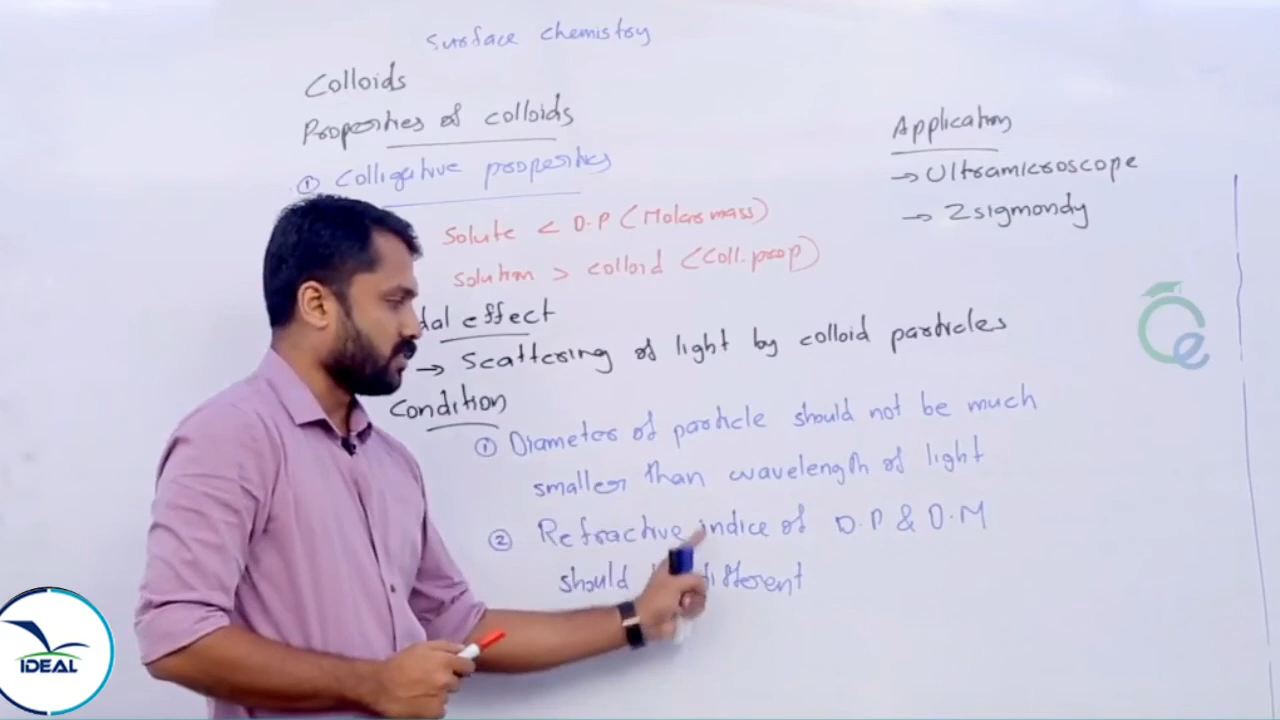 Surface chemistry
Colloids
Properties of colloids
① Colligative properties
Solute < D.P (Molar mass)
Solution > colloid (Coll. prop)
dal effect
→ Scattering of light by colloid particles
Condition
① Diameter of particle should not be much
smaller than wavelength of light
② Refractive indice of D.P & D.M
should different
Application
→ Ultramicroscope
→ Zsigmondy
IDEAL